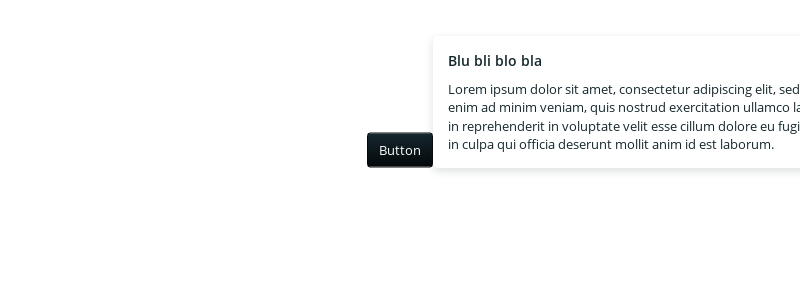 Blu bli blo bla
Lorem ipsum dolor sit amet, consectetur adipiscing elit, sed
enim ad minim veniam, quis nostrud exercitation ullamco
in reprehenderit in voluptate velit esse cillum dolore eu
in culpa qui officia deserunt mollit anim id est laborum.
Button